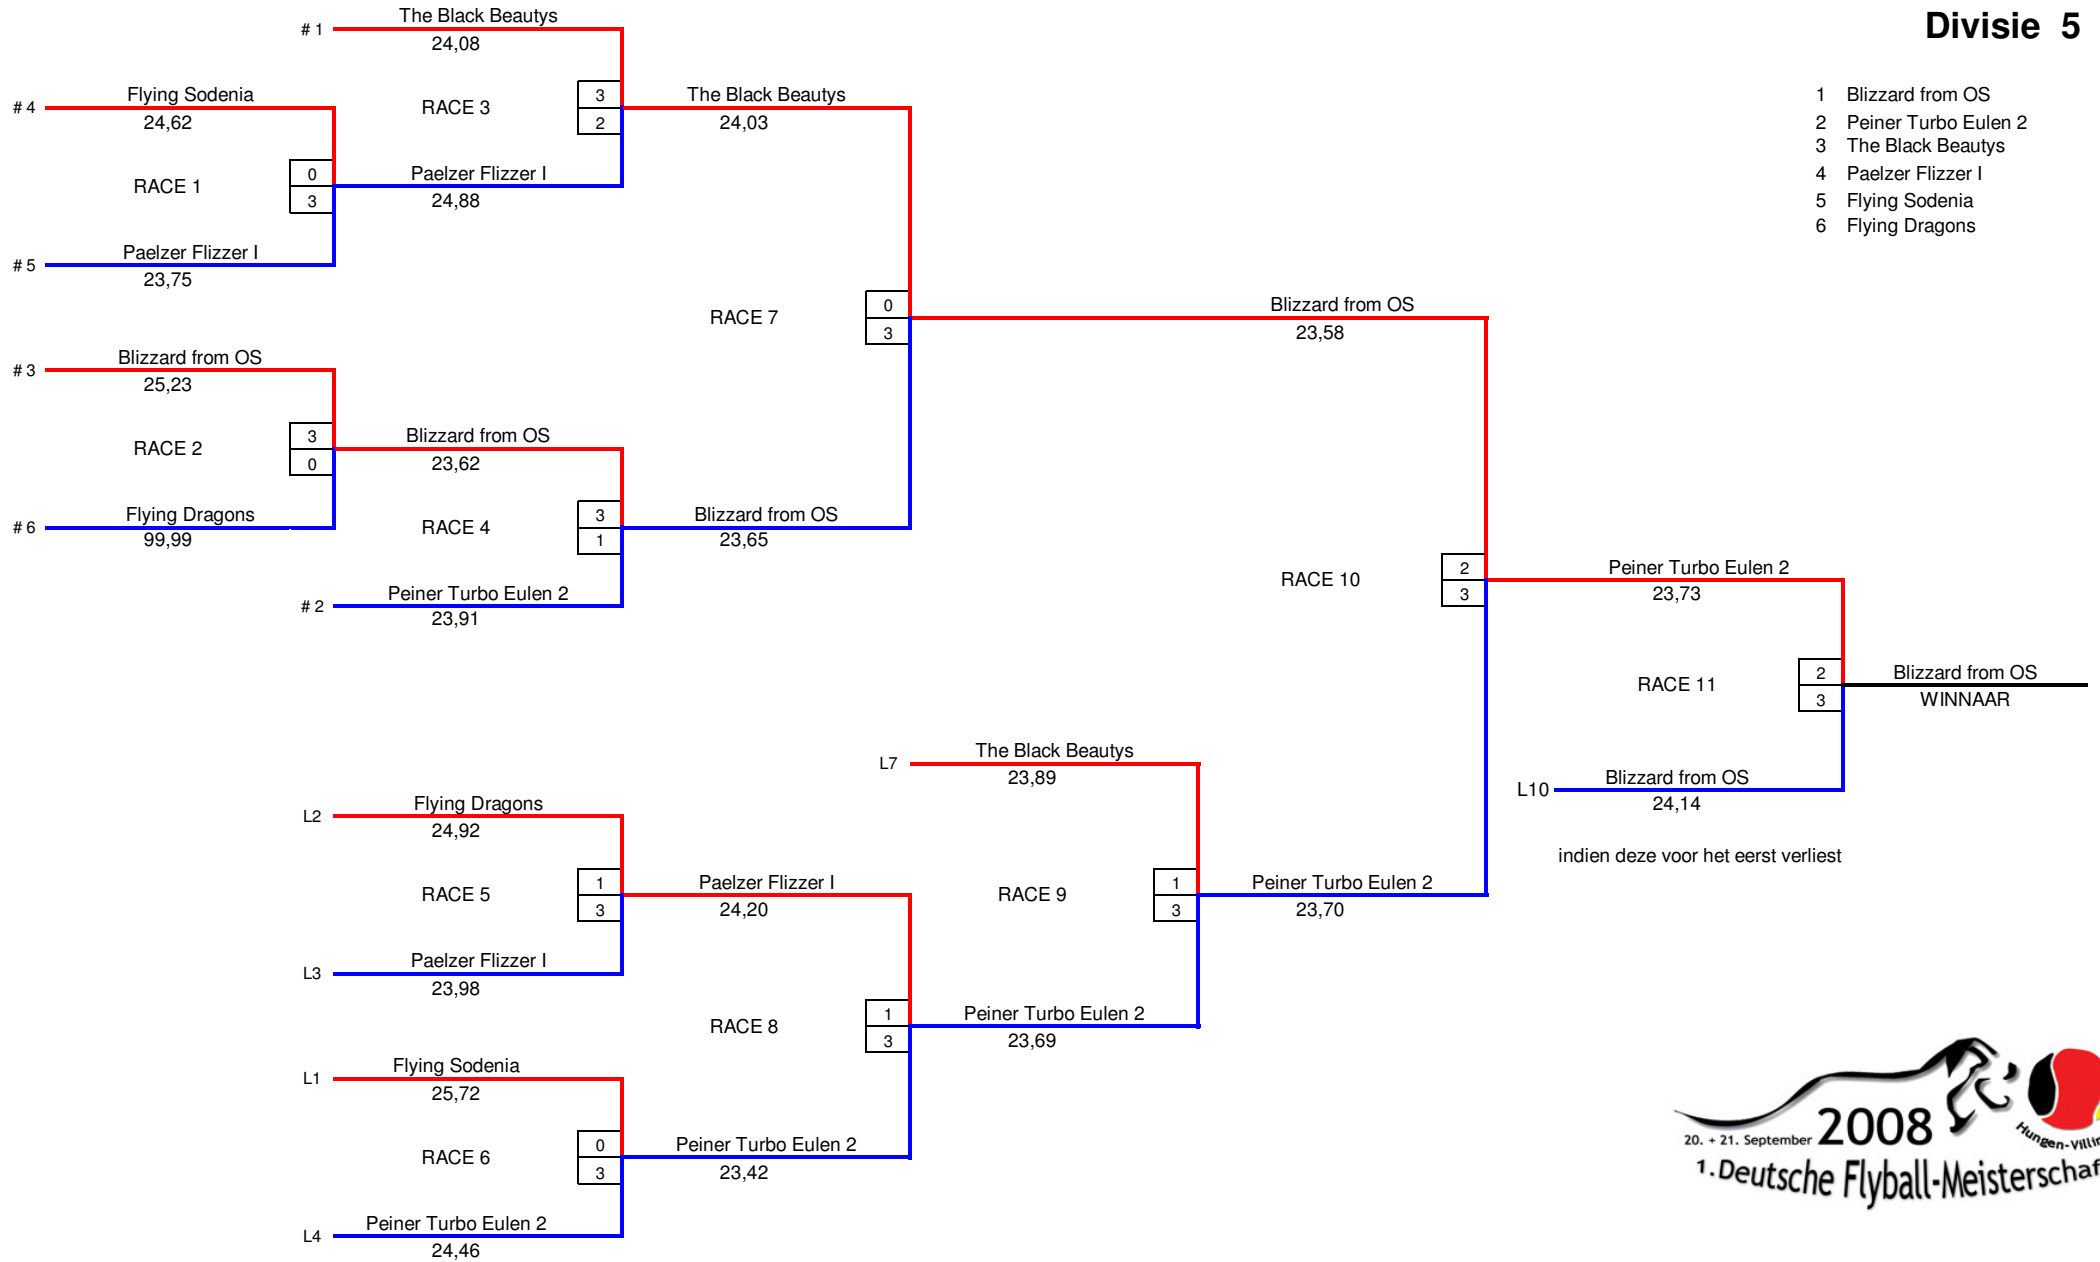 Divisie 5
1 Blizzard from OS
2 Peiner Turbo Eulen 2
3 The Black Beautys
4 Paelzer Flizzer I
5 Flying Sodenia
6 Flying Dragons
# 1 The Black Beautys
24,08
# 4 Flying Sodenia
24,62
RACE 3
3
2
The Black Beautys
24,03
RACE 1
0
3
Paelzer Flizzer I
24,88
# 5 Paelzer Flizzer I
23,75
RACE 7
0
3
Blizzard from OS
23,58
# 3 Blizzard from OS
25,23
RACE 2
3
0
Blizzard from OS
23,62
# 6 Flying Dragons
99,99
RACE 4
3
1
Blizzard from OS
23,65
# 2 Peiner Turbo Eulen 2
23,91
RACE 10
2
3
Peiner Turbo Eulen 2
23,73
RACE 11
2
3
Blizzard from OS
WINNAAR
L10 Blizzard from OS
24,14
indien deze voor het eerst verliest
L7 The Black Beautys
23,89
L2 Flying Dragons
24,92
RACE 5
1
3
Paelzer Flizzer I
24,20
RACE 9
1
3
Peiner Turbo Eulen 2
23,70
L3 Paelzer Flizzer I
23,98
RACE 8
1
3
Peiner Turbo Eulen 2
23,69
L1 Flying Sodenia
25,72
RACE 6
0
3
Peiner Turbo Eulen 2
23,42
L4 Peiner Turbo Eulen 2
24,46
20. + 21. September 2008
Hungen-Villin
1. Deutsche Flyball-Meisterschaf